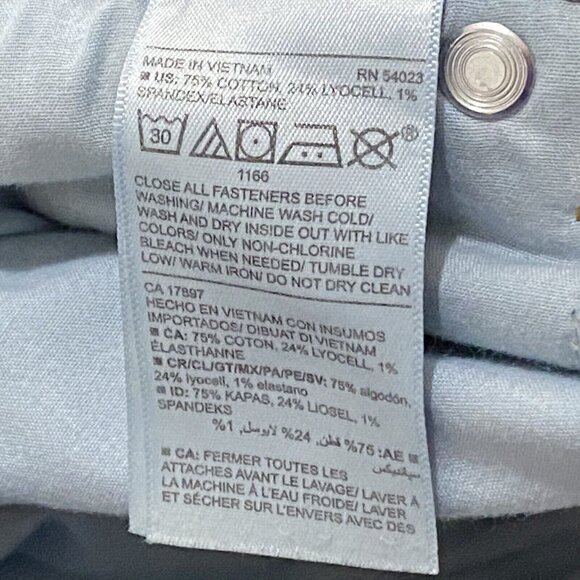 MADE IN VIETNAM RN 54023
US: 75% COTTON, 24% LYOCELL, 1%
SPANDEX/ELASTANE
30 ®
1166
CLOSE ALL FASTENERS BEFORE
WASHING/ MACHINE WASH COLD/
WASH AND DRY INSIDE OUT WITH LIKE
COLORS/ ONLY NON-CHLORINE
BLEACH WHEN NEEDED/ TUMBLE DRY
LOW/ WARM IRON/ DO NOT DRY CLEAN
CA 17897
HECHO EN VIETNAM CON INSUMOS
IMPORTADOS/ DIBUAT DI VIETNAM
CA: 75% COTON, 24% LYOCELL, 1%
ÉLASTHANNE
CR/CL/GT/MX/PA/PE/SV: 75% algodón,
24% lyocell, 1% elastano
ID: 75% KAPAS, 24% LIOSEL, 1%
SPANDEKS
AE: 75% قطن, 24% لايوسل, 1%
سباندكس
CA: FERMER TOUTES LES
ATTACHES AVANT LE LAVAGE/ LAVER À
LA MACHINE À L'EAU FROIDE/ LAVER
ET SÉCHER SUR L'ENVERS AVEC DES